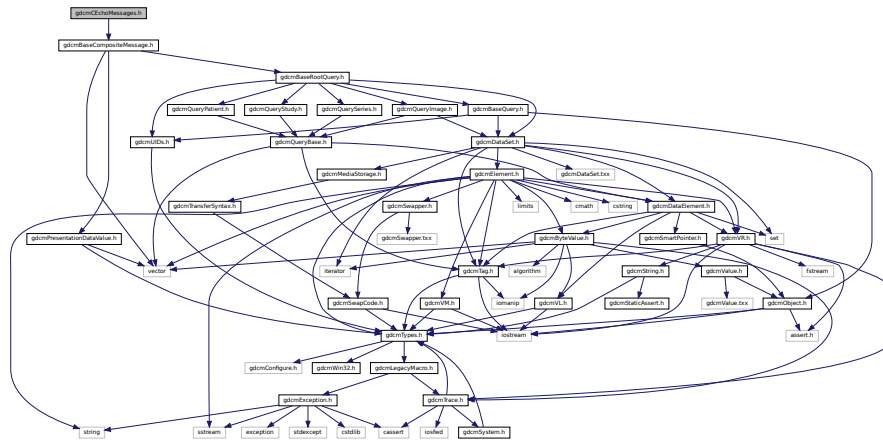 gdcmCEchoMessages.h
gdcmBaseCompositeMessage.h
gdcmBaseRootQuery.h
gdcmQueryPatient.h
gdcmQueryStudy.h
gdcmQuerySeries.h
gdcmQueryImage.h
gdcmBaseQuery.h
gdcmUIDs.h
gdcmQueryBase.h
gdcmDataSet.h
gdcmMediaStorage.h
gdcmElement.h
gdcmDataSet.txx
gdcmTransferSyntax.h
gdcmSwapper.h
limits
cmath
cstring
gdcmDataElement.h
gdcmPresentationDataValue.h
gdcmSwapper.txx
gdcmByteValue.h
gdcmSmartPointer.h
gdcmVR.h
set
vector
iterator
gdcmTag.h
algorithm
gdcmString.h
gdcmValue.h
fstream
gdcmSwapCode.h
gdcmVM.h
iomanip
gdcmVL.h
gdcmStaticAssert.h
gdcmValue.txx
gdcmObject.h
gdcmTypes.h
iostream
assert.h
gdcmConfigure.h
gdcmWin32.h
gdcmLegacyMacro.h
gdcmException.h
gdcmTrace.h
string
sstream
exception
stdexcept
cstdlib
cassert
iosfwd
gdcmSystem.h